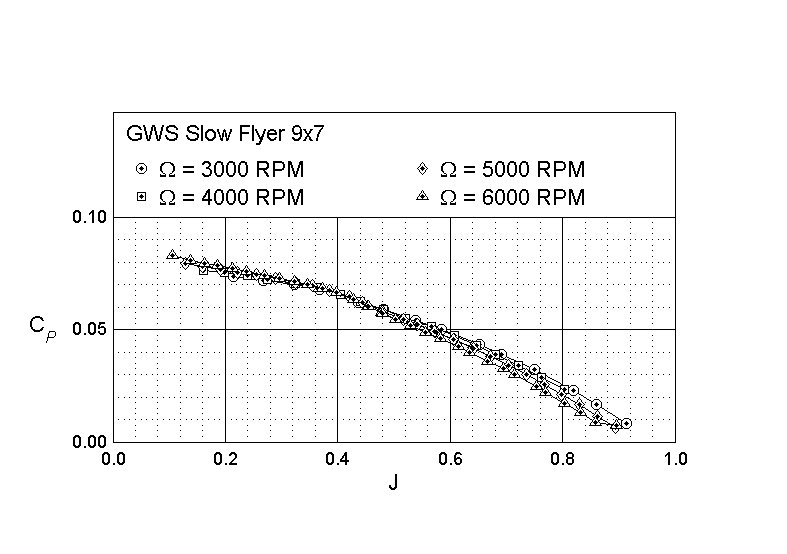 GWS Slow Flyer 9x7
Ω = 3000 RPM
Ω = 5000 RPM
Ω = 4000 RPM
Ω = 6000 RPM
0.10
0.05
0.00
CP
0.0 0.2 0.4 0.6 0.8 1.0
J